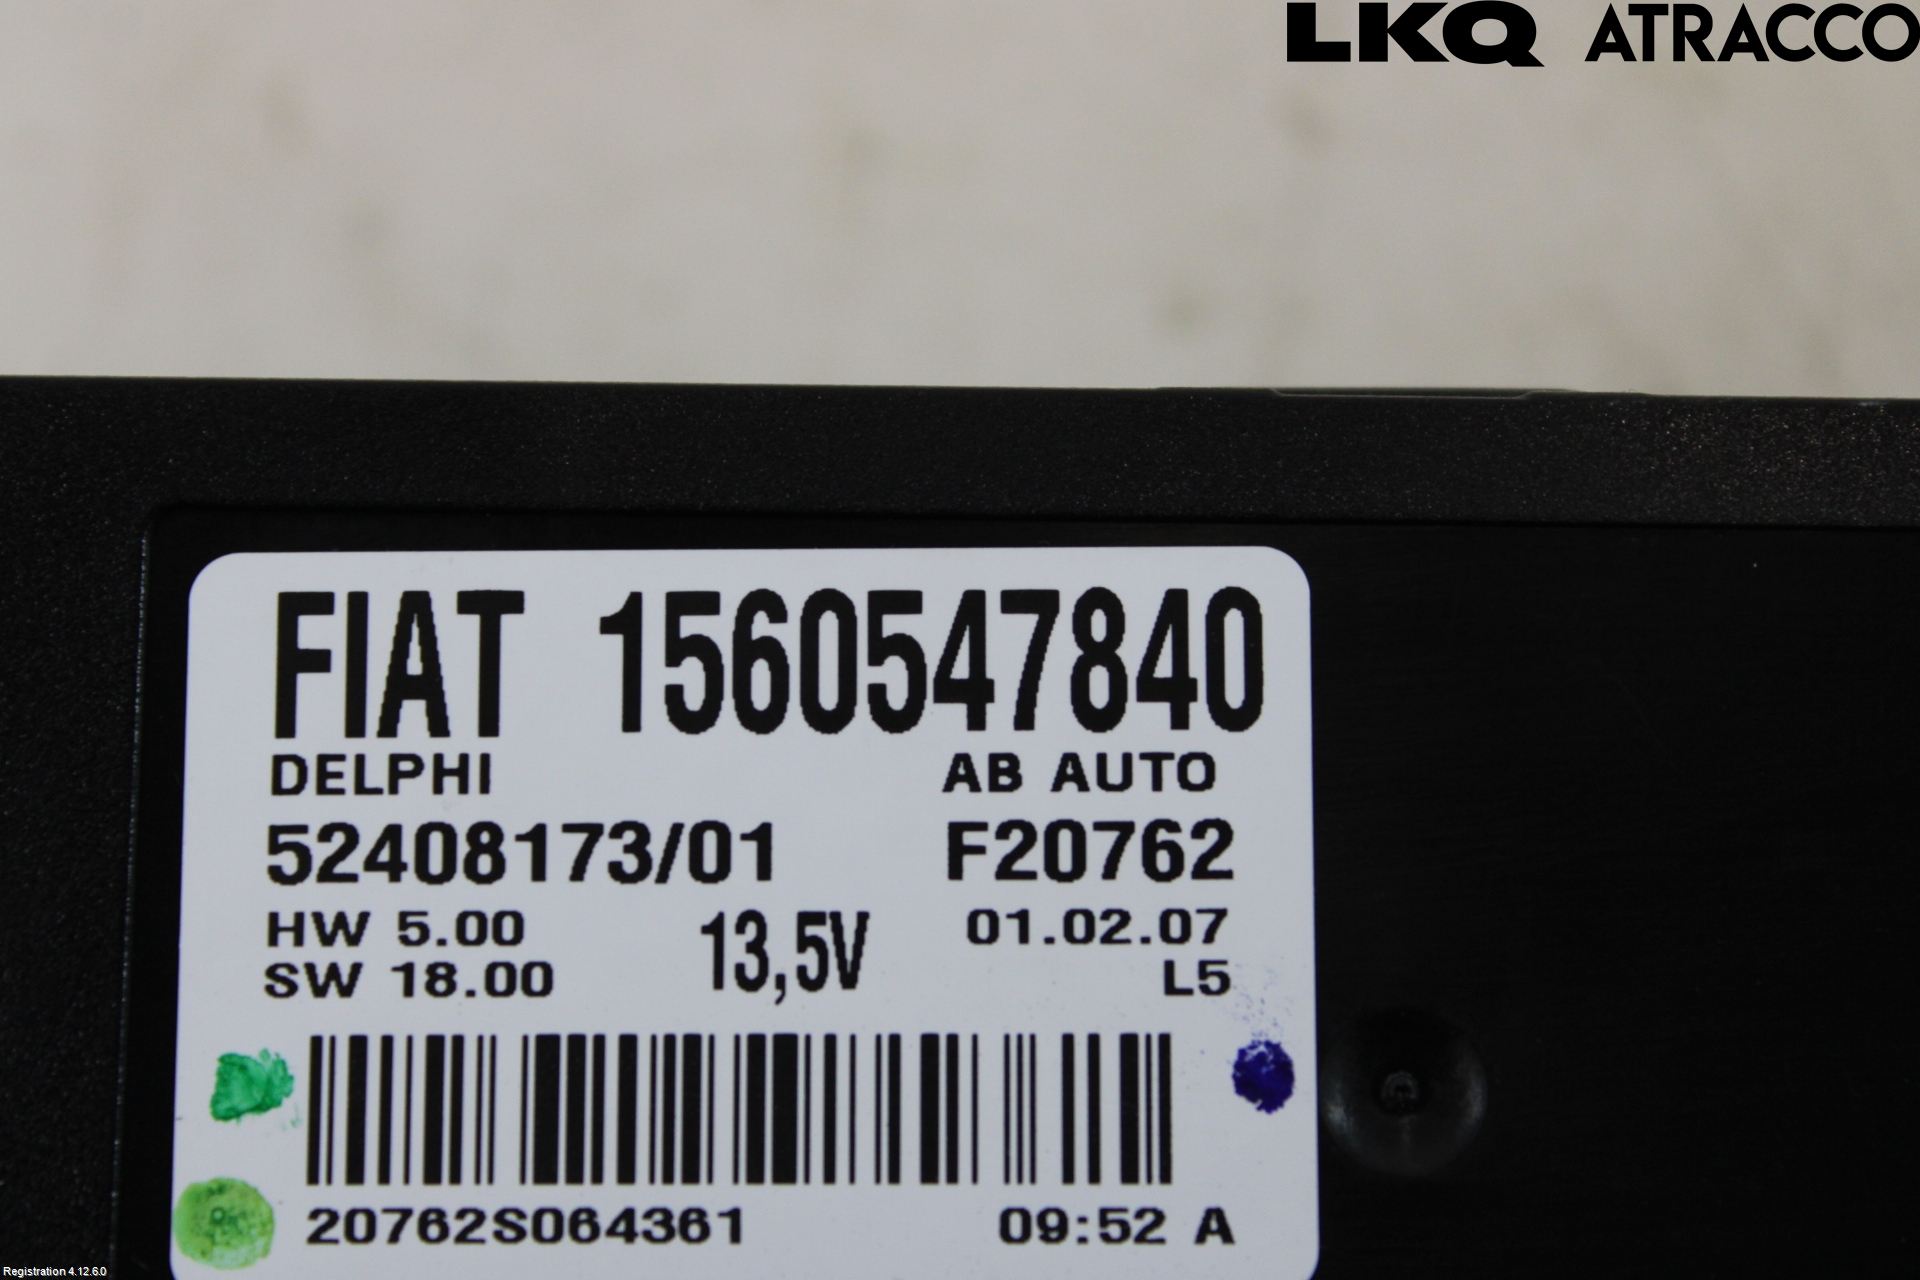 LKQ ATRACCO
FIAT 1560547840
DELPHI AB AUTO
52408173/01 F20762
HW 5.00 13,5V 01.02.07
SW 18.00 L5
20762S064361 09:52 A
Registration 4.12.6.0